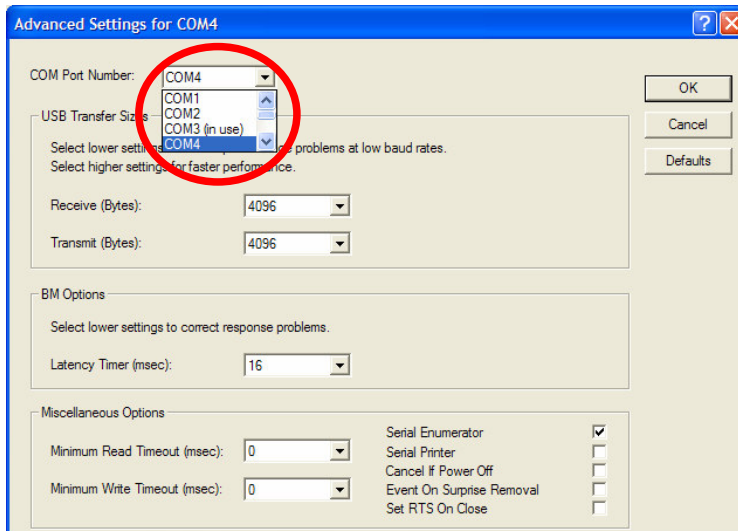 Advanced Settings for COM4
COM Port Number: COM4
COM1
COM2
COM3 (in use)
COM4
OK
Cancel
Defaults
USB Transfer Sizes
Select lower settings problems at low baud rates.
Select higher settings for faster performance.
Receive (Bytes): 4096
Transmit (Bytes): 4096
BM Options
Select lower settings to correct response problems.
Latency Timer (msec): 16
Miscellaneous Options
Minimum Read Timeout (msec): 0
Minimum Write Timeout (msec): 0
Serial Enumerator
Serial Printer
Cancel If Power Off
Event On Surprise Removal
Set RTS On Close